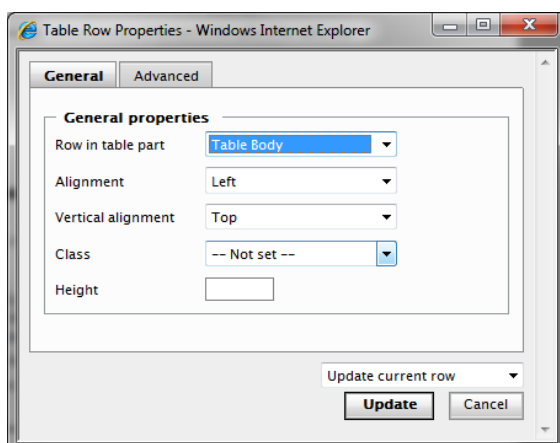 Table Row Properties - Windows Internet Explorer
General Advanced
General properties
Row in table part Table Body
Alignment Left
Vertical alignment Top
Class -- Not set --
Height
Update current row
Update Cancel